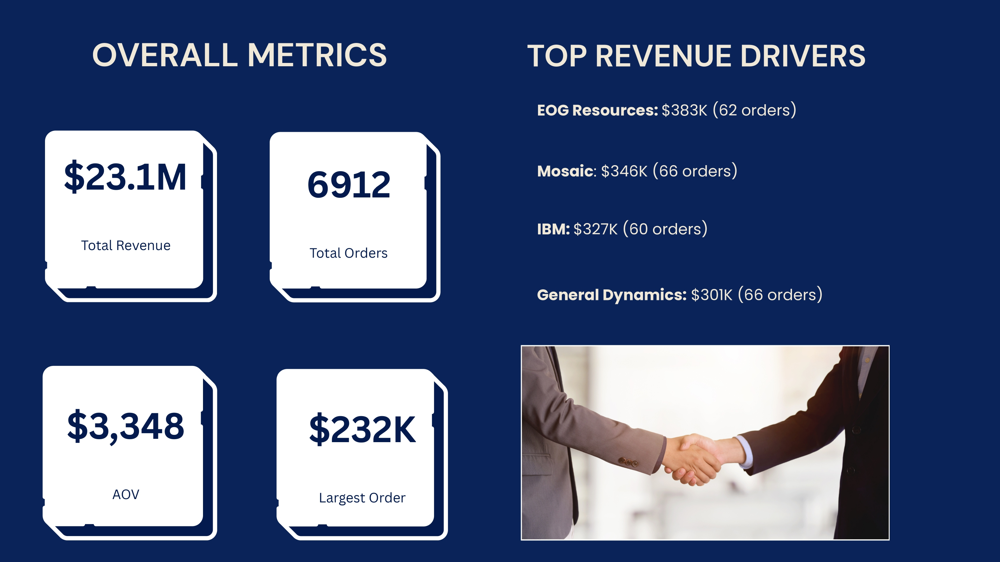 OVERALL METRICS
$23.1M
Total Revenue
6912
Total Orders
$3,348
AOV
$232K
Largest Order
TOP REVENUE DRIVERS
EOG Resources: $383K (62 orders)
Mosaic: $346K (66 orders)
IBM: $327K (60 orders)
General Dynamics: $301K (66 orders)